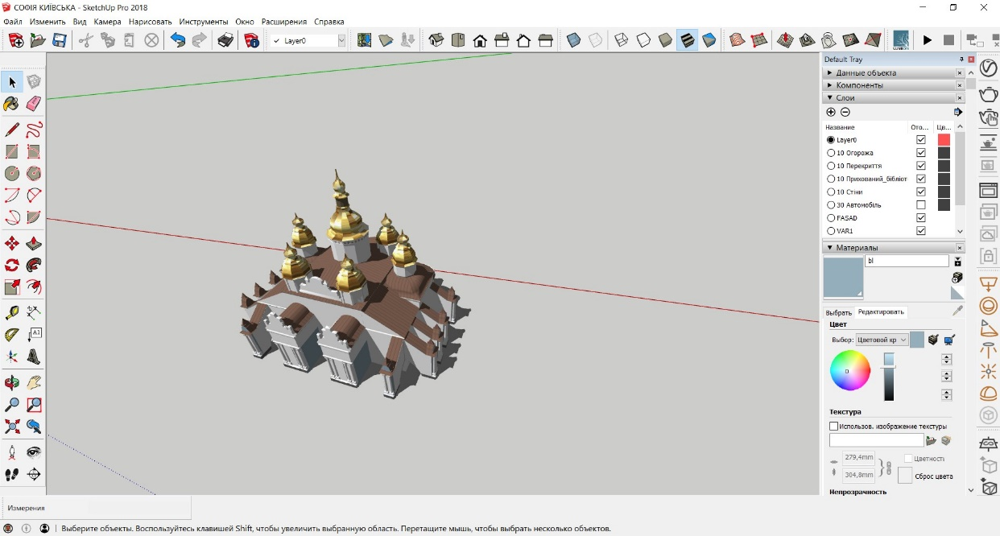 СОФІЯ КИЇВСЬКА - SketchUp Pro 2018
Файл Изменить Вид Камера Нарисовать Инструменты Окно Расширения Справка
Layer0
LUMION
Default Tray
Данные объекта
Компоненты
Слои
Название Ото... Цв...
Layer0
10 Огорожа
10 Перекриття
10 Прихований_бібліот
10 Стіни
30 Автомобіль
FASAD
VAR1
Материалы
bl
Выбрать Редактировать
Цвет
Выбор: Цветовой кр
Текстура
Использов. изображение текстуры
279,4mm Цветность
304,8mm Сброс цвета
Непрозрачность
A1
Измерения
Выберите объекты. Воспользуйтесь клавишей Shift, чтобы увеличить выбранную область. Перетащите мышь, чтобы выбрать несколько объектов.